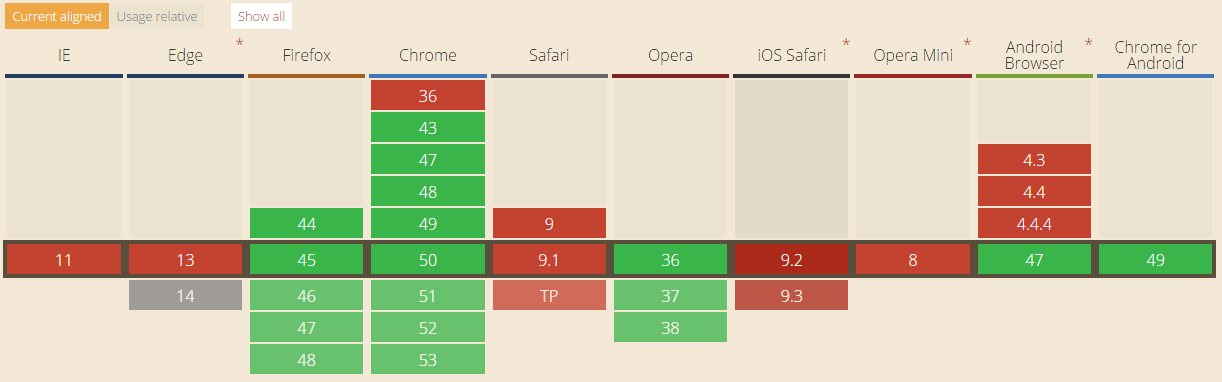 Current aligned Usage relative Show all
IE Edge * Firefox Chrome Safari Opera iOS Safari * Opera Mini * Android Browser * Chrome for Android
36
43
47 4.3
48 4.4
44 49 9 4.4.4
11 13 45 50 9.1 36 9.2 8 47 49
14 46 51 TP 37 9.3
47 52 38
48 53